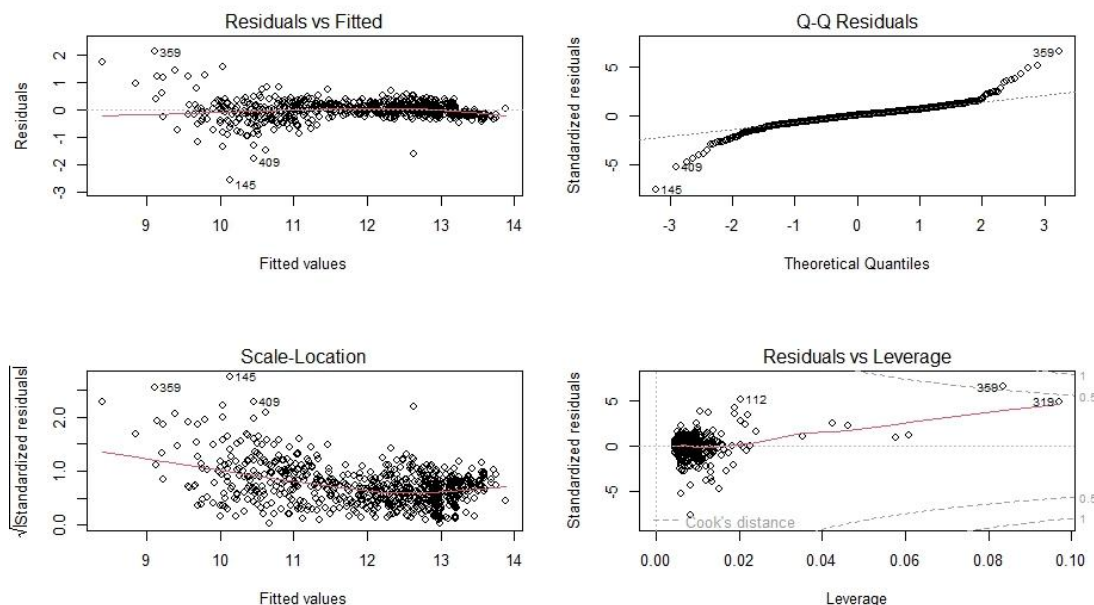 Residuals vs Fitted
Residuals
2
1
0
-1
-2
-3
359
409
145
9 10 11 12 13 14
Fitted values
Q-Q Residuals
Standardized residuals
5
0
-5
359
409
145
-3 -2 -1 0 1 2 3
Theoretical Quantiles
Scale-Location
√|Standardized residuals|
2.0
1.0
0.0
359
145
409
9 10 11 12 13 14
Fitted values
Residuals vs Leverage
Standardized residuals
5
0
-5
112
359
319
1
0.5
0.5
1
Cook's distance
0.00 0.02 0.04 0.06 0.08 0.10
Leverage